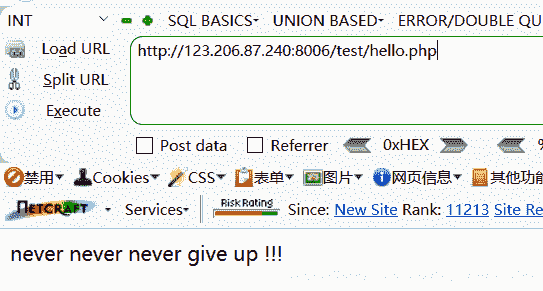 INT SQL BASICS UNION BASED ERROR/DOUBLE QU
Load URL http://123.206.87.240:8006/test/hello.php
Split URL
Execute
Post data Referrer 0xHEX %
禁用 Cookies CSS 表单 图片 网页信息 其他功能
NETCRAFT Services Risk Rating Since: New Site Rank: 11213 Site Re
never never never give up !!!